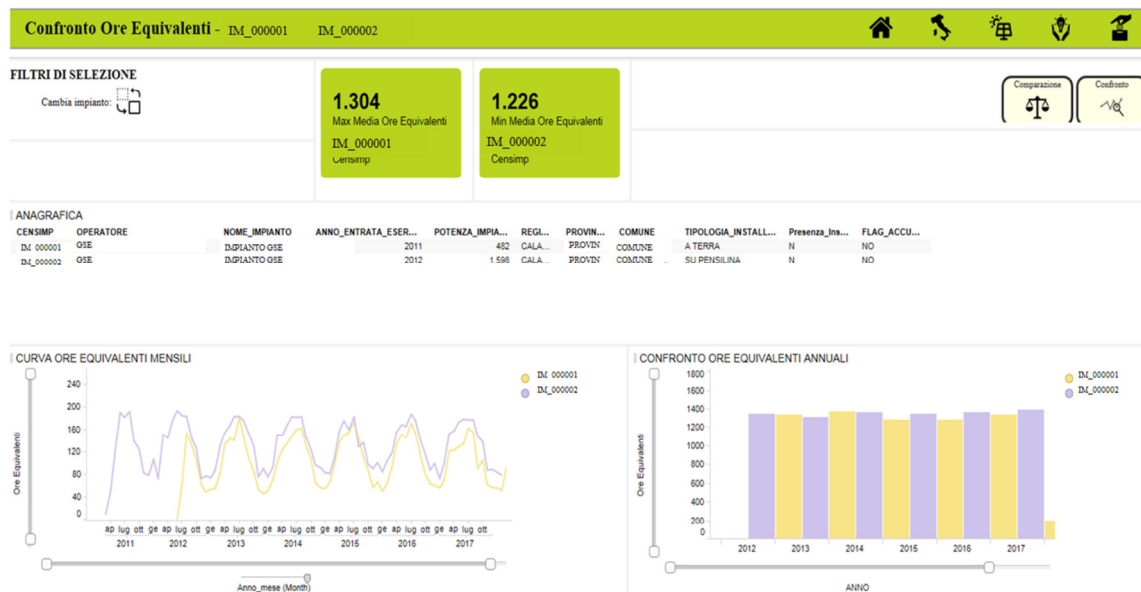 Confronto Ore Equivalenti - IM_000001 IM_000002
FILTRI DI SELEZIONE
Cambia impianto:
1.304
Max Media Ore Equivalenti
IM_000001
Censimp
1.226
Min Media Ore Equivalenti
IM_000002
Censimp
Comparazione
Confronto
ANAGRAFICA
CENSIMP OPERATORE NOME_IMPIANTO ANNO_ENTRATA_ESER... POTENZA_IMPIA... REGI... PROVIN... COMUNE TIPOLOGIA_INSTALL... Presenza_Ins... FLAG_ACCU...
IM_000001 GSE IMPIANTO GSE 2011 482 CALA... PROVIN COMUNE A TERRA N NO
IM_000002 GSE IMPIANTO GSE 2012 1.598 CALA... PROVIN COMUNE ... SU PENSILINA N NO
CURVA ORE EQUIVALENTI MENSILI
Ore Equivalenti
240
200
160
120
80
40
0
ap lug ott ge ap lug ott ge ap lug ott ge ap lug ott ge ap lug ott ge ap lug ott ge ap lug ott
2011 2012 2013 2014 2015 2016 2017
Anno_mese (Month)
IM_000001
IM_000002
CONFRONTO ORE EQUIVALENTI ANNUALI
Ore Equivalenti
1800
1600
1400
1200
1000
800
600
400
200
0
2012 2013 2014 2015 2016 2017
ANNO
IM_000001
IM_000002